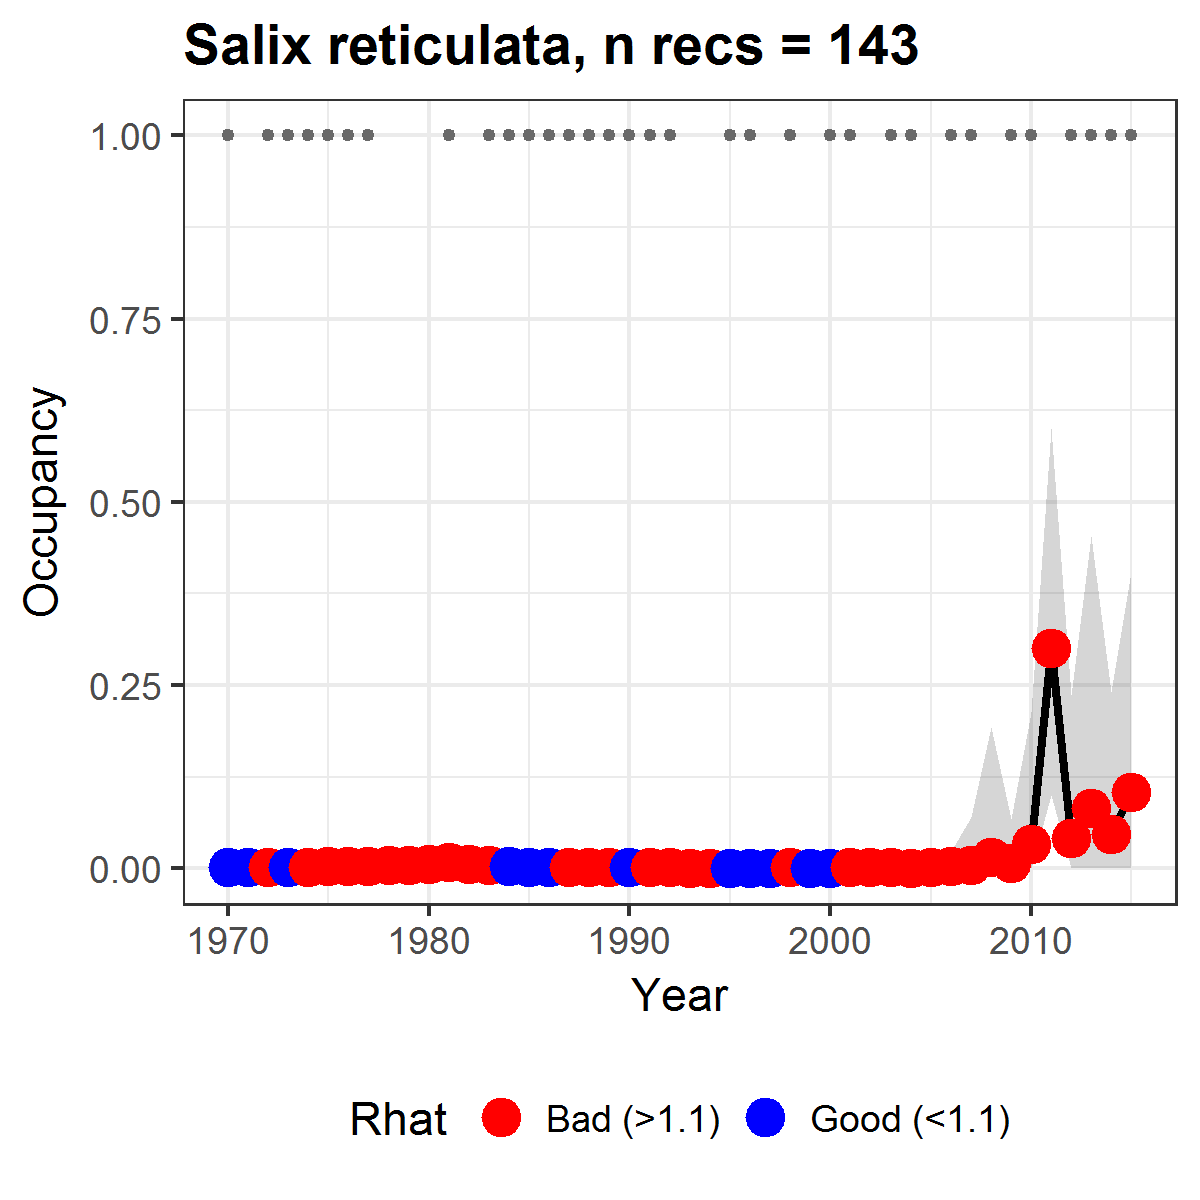 Salix reticulata, n recs = 143
1.00
0.75
0.50
0.25
0.00
Occupancy
1970 1980 1990 2000 2010
Year
Rhat Bad (>1.1) Good (<1.1)